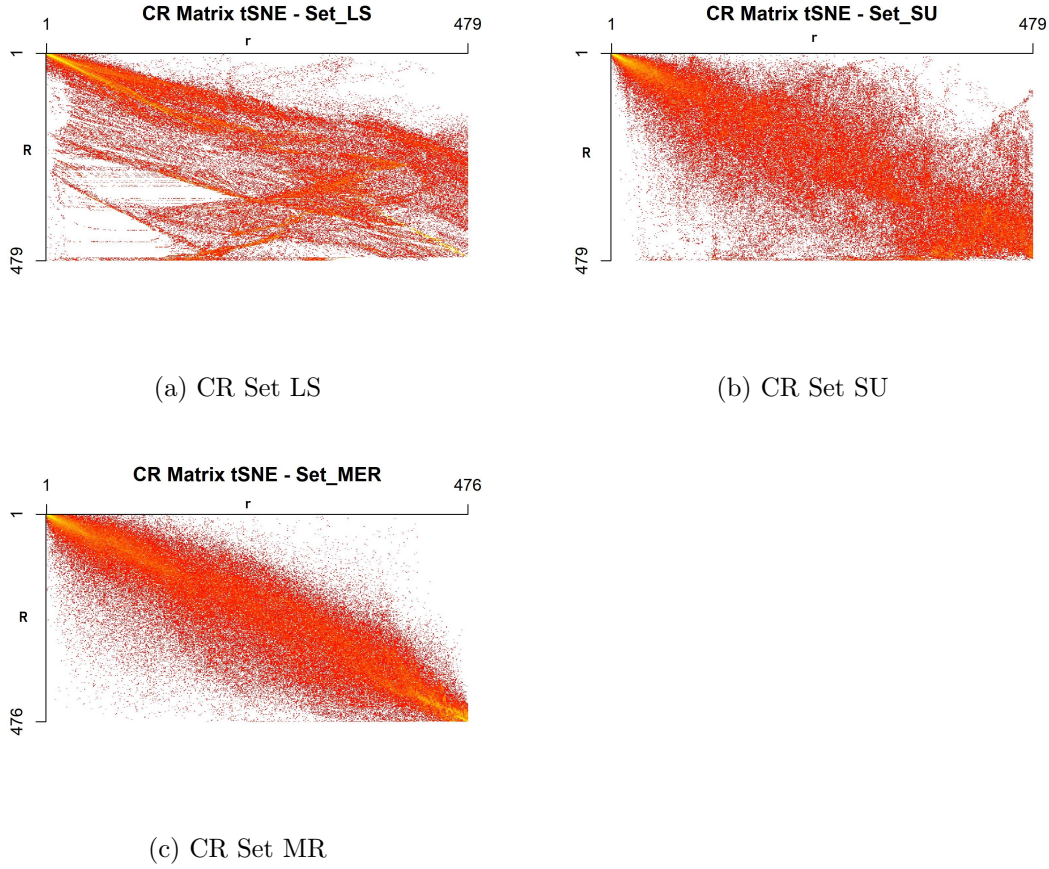 CR Matrix tSNE - Set_LS
1 479
r
1
R
479
(a) CR Set LS
CR Matrix tSNE - Set_SU
1 479
r
1
R
479
(b) CR Set SU
CR Matrix tSNE - Set_MER
1 476
r
1
R
476
(c) CR Set MR